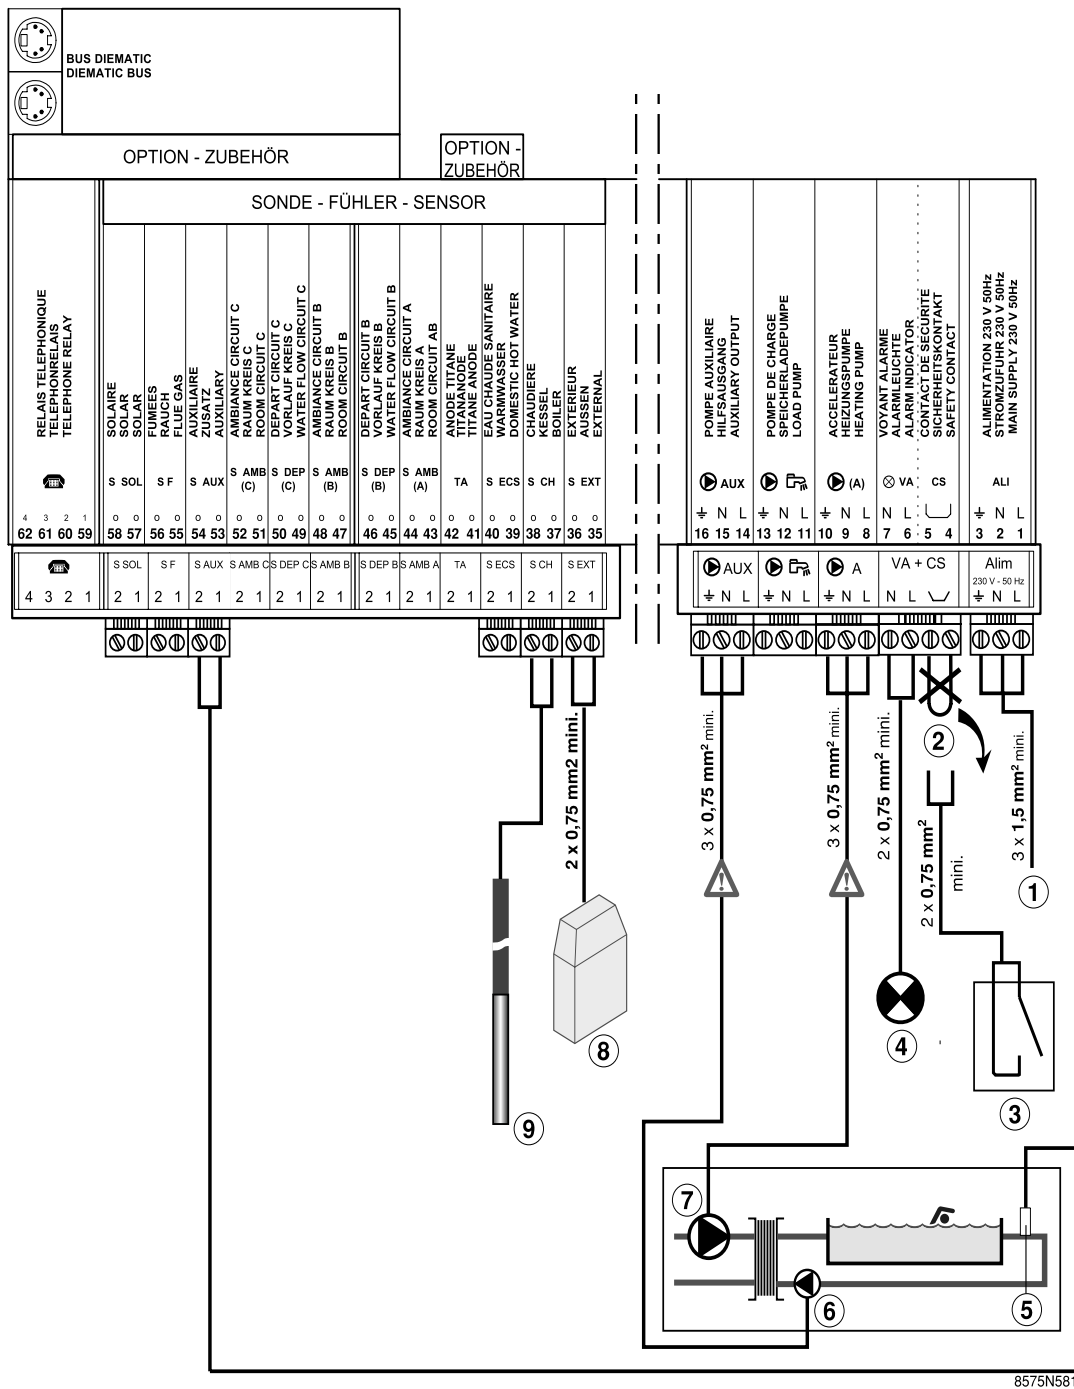 BUS DIEMATIC
DIEMATIC BUS
OPTION - ZUBEHÖR
OPTION -
ZUBEHÖR
SONDE - FÜHLER - SENSOR
RELAIS TELEPHONIQUE
TELEPHONRELAIS
TELEPHONE RELAY
SOLAIRE
SOLAR
SOLAR
FUMEES
RAUCH
FLUE GAS
AUXILIAIRE
ZUSATZ
AUXILIARY
AMBIANCE CIRCUIT C
RAUM KREIS C
ROOM CIRCUIT C
DEPART CIRCUIT C
VORLAUF KREIS C
WATER FLOW CIRCUIT C
AMBIANCE CIRCUIT B
RAUM KREIS B
ROOM CIRCUIT B
DEPART CIRCUIT B
VORLAUF KREIS B
WATER FLOW CIRCUIT B
AMBIANCE CIRCUIT A
RAUM KREIS A
ROOM CIRCUIT AB
ANODE TITANE
TITANANODE
TITANE ANODE
EAU CHAUDE SANITAIRE
WARMWASSER
DOMESTIC HOT WATER
CHAUDIERE
KESSEL
BOILER
EXTERIEUR
AUSSEN
EXTERNAL
POMPE AUXILIAIRE
HILFSAUSGANG
AUXILIARY OUTPUT
POMPE DE CHARGE
SPEICHERLADEPUMPE
LOAD PUMP
ACCELERATEUR
HEIZUNGSPUMPE
HEATING PUMP
VOYANT ALARME
ALARMLEUCHTE
ALARM INDICATOR
CONTACT DE SECURITE
SICHERHEITSKONTAKT
SAFETY CONTACT
ALIMENTATION 230 V 50Hz
STROMZUFUHR 230 V 50Hz
MAIN SUPPLY 230 V 50Hz
S SOL S F S AUX S AMB (C) S DEP (C) S AMB (B) S DEP (B) S AMB (A) TA S ECS S CH S EXT
AUX (A) VA CS ALI
4 3 2 1
N L N L N L N L N L
62 61 60 59 58 57 56 55 54 53 52 51 50 49 48 47 46 45 44 43 42 41 40 39 38 37 36 35
16 15 14 13 12 11 10 9 8 7 6 5 4 3 2 1
S SOL S F S AUX S AMB C S DEP C S AMB B S DEP B S AMB A TA S ECS S CH S EXT
AUX A VA + CS Alim
230 V - 50 Hz
4 3 2 1 2 1 2 1 2 1 2 1 2 1 2 1 2 1 2 1 2 1 2 1 2 1 2 1
N L N L N L N L N L
2 x 0,75 mm2 mini.
3 x 0,75 mm² mini.
3 x 0,75 mm² mini.
2 x 0,75 mm² mini.
2 x 0,75 mm²
mini.
3 x 1,5 mm² mini.
2
1
4
3
8
9
7
6
5
8575N581